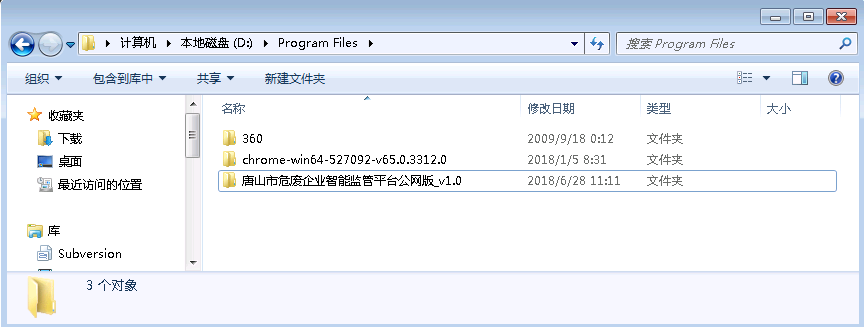 计算机 本地磁盘 (D:) Program Files 搜索 Program Files
组织 包含到库中 共享 新建文件夹
收藏夹
下载
桌面
最近访问的位置
库
Subversion
名称 修改日期 类型 大小
360 2009/9/18 0:12 文件夹
chrome-win64-527092-v65.0.3312.0 2018/1/5 8:31 文件夹
唐山市危废企业智能监管平台公网版_v1.0 2018/6/28 11:11 文件夹
3 个对象